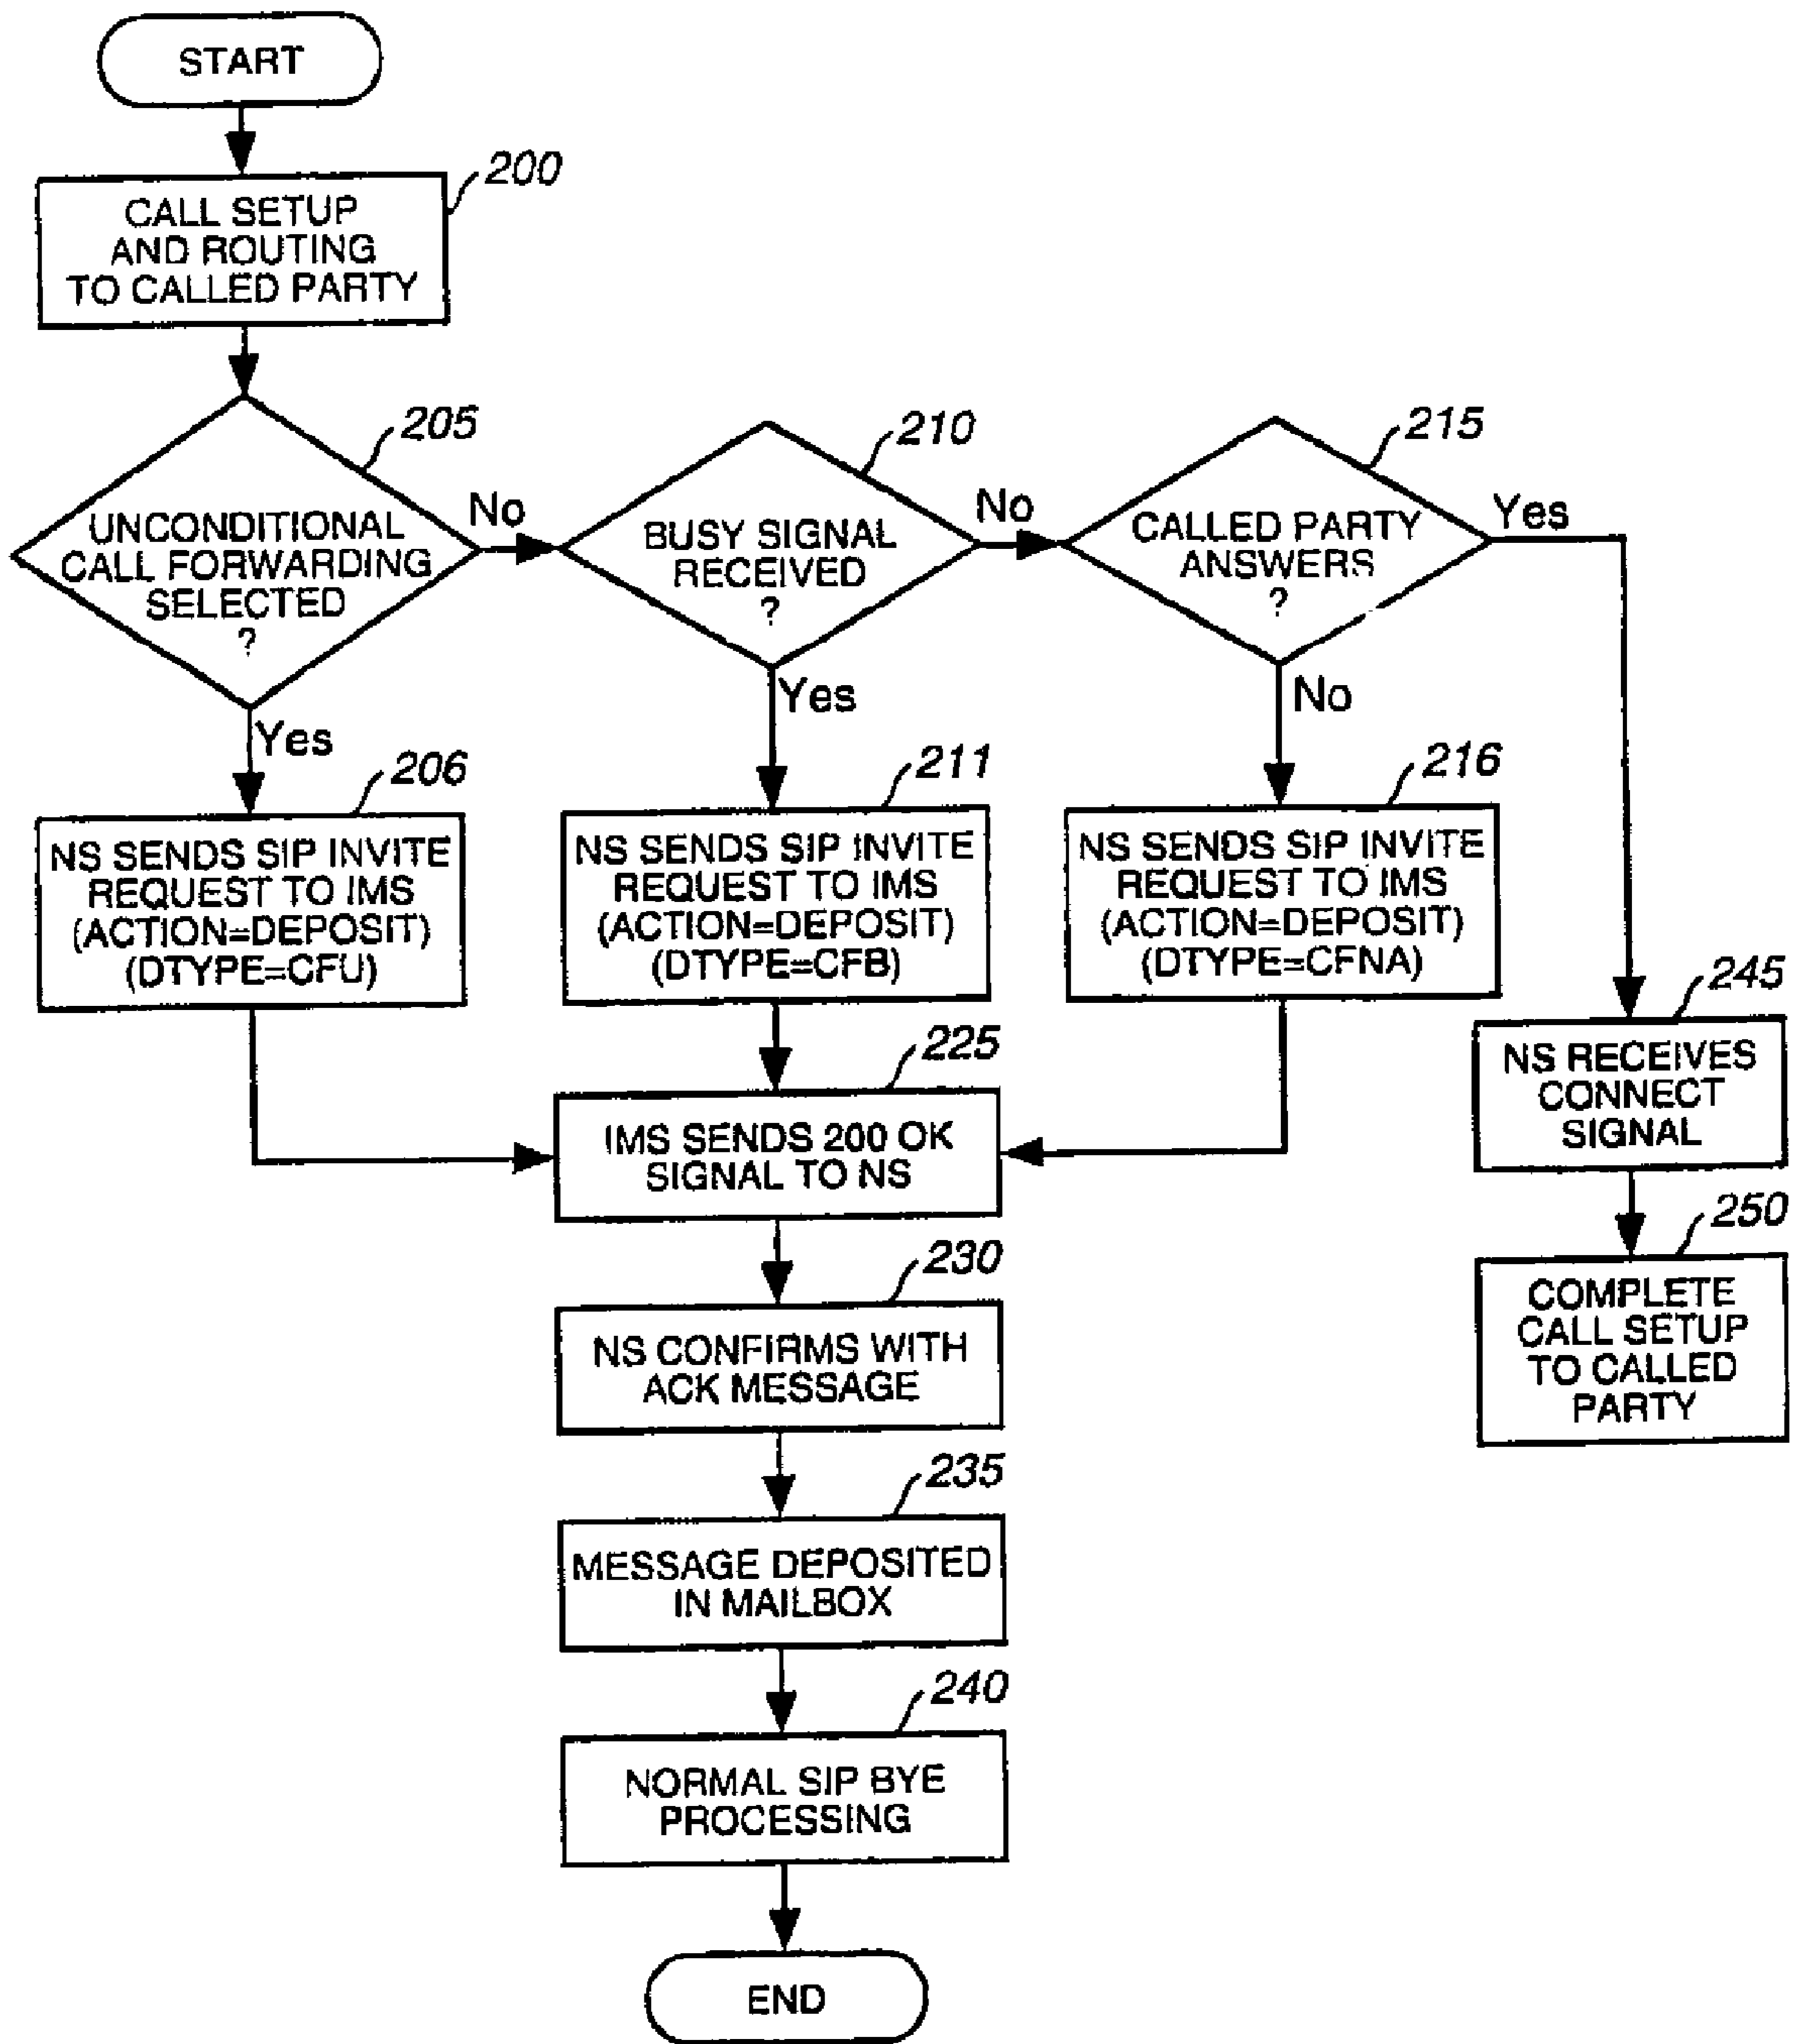 START
200
CALL SETUP
AND ROUTING
TO CALLED PARTY
205
UNCONDITIONAL
CALL FORWARDING
SELECTED
?
No
210
BUSY SIGNAL
RECEIVED
?
No
215
CALLED PARTY
ANSWERS
?
Yes
Yes
Yes
No
206
NS SENDS SIP INVITE
REQUEST TO IMS
(ACTION=DEPOSIT)
(DTYPE=CFU)
211
NS SENDS SIP INVITE
REQUEST TO IMS
(ACTION=DEPOSIT)
(DTYPE=CFB)
216
NS SENDS SIP INVITE
REQUEST TO IMS
(ACTION=DEPOSIT)
(DTYPE=CFNA)
245
NS RECEIVES
CONNECT
SIGNAL
225
IMS SENDS 200 OK
SIGNAL TO NS
250
COMPLETE
CALL SETUP
TO CALLED
PARTY
230
NS CONFIRMS WITH
ACK MESSAGE
235
MESSAGE DEPOSITED
IN MAILBOX
240
NORMAL SIP BYE
PROCESSING
END